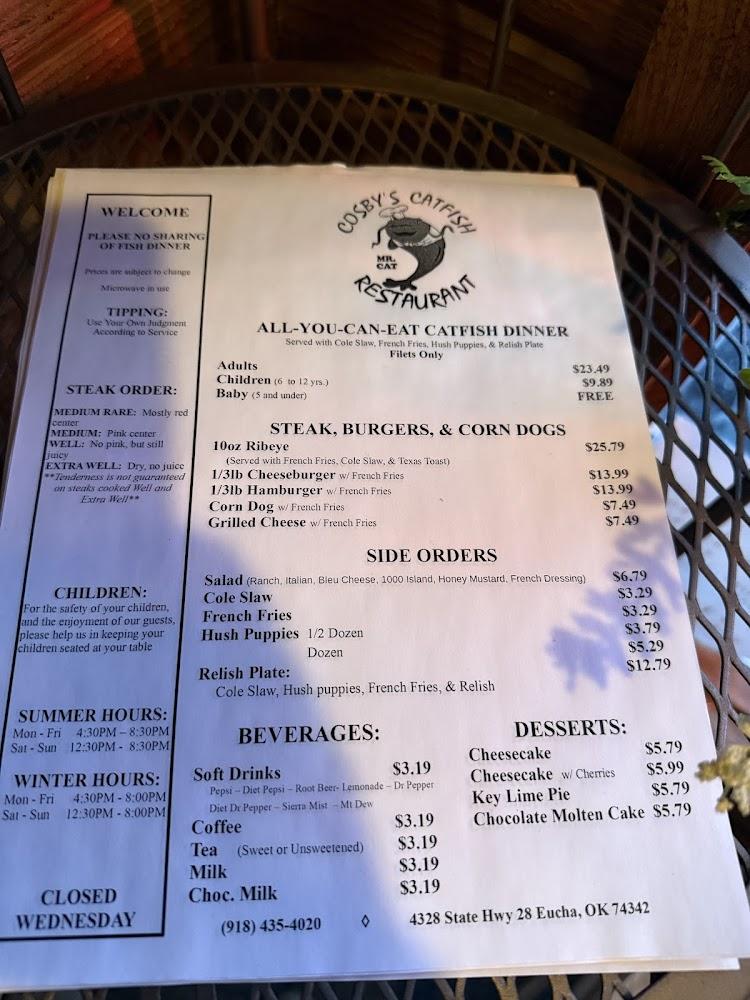 WELCOME
PLEASE NO SHARING
OF FISH DINNER
Prices are subject to change
Microwave in use
TIPPING:
Use Your Own Judgment
According to Service
STEAK ORDER:
MEDIUM RARE: Mostly red
center
MEDIUM: Pink center
WELL: No pink, but still
juicy
EXTRA WELL: Dry, no juice
**Tenderness is not guaranteed
on steaks cooked Well and
Extra Well**
CHILDREN:
For the safety of your children,
and the enjoyment of our guests,
please help us in keeping your
children seated at your table
SUMMER HOURS:
Mon - Fri 4:30PM – 8:30PM
Sat - Sun 12:30PM - 8:30PM
WINTER HOURS:
Mon - Fri 4:30PM - 8:00PM
Sat - Sun 12:30PM - 8:00PM
CLOSED
WEDNESDAY
COSBY'S CATFISH
MR.
CAT
RESTAURANT
ALL-YOU-CAN-EAT CATFISH DINNER
Served with Cole Slaw, French Fries, Hush Puppies, & Relish Plate
Filets Only
Adults $23.49
Children (6 to 12 yrs.) $9.89
Baby (5 and under) FREE
STEAK, BURGERS, & CORN DOGS
10oz Ribeye $25.79
(Served with French Fries, Cole Slaw, & Texas Toast)
1/3lb Cheeseburger w/ French Fries $13.99
1/3lb Hamburger w/ French Fries $13.99
Corn Dog w/ French Fries $7.49
Grilled Cheese w/ French Fries $7.49
SIDE ORDERS
Salad (Ranch, Italian, Bleu Cheese, 1000 Island, Honey Mustard, French Dressing) $6.79
Cole Slaw $3.29
French Fries $3.29
Hush Puppies 1/2 Dozen $3.79
Dozen $5.29
Relish Plate: $12.79
Cole Slaw, Hush puppies, French Fries, & Relish
BEVERAGES:
Soft Drinks $3.19
Pepsi – Diet Pepsi – Root Beer- Lemonade – Dr Pepper
Diet Dr Pepper – Sierra Mist – Mt Dew
Coffee $3.19
Tea (Sweet or Unsweetened) $3.19
Milk $3.19
Choc. Milk $3.19
DESSERTS:
Cheesecake $5.79
Cheesecake w/ Cherries $5.99
Key Lime Pie $5.79
Chocolate Molten Cake $5.79
(918) 435-4020 ◊ 4328 State Hwy 28 Eucha, OK 74342